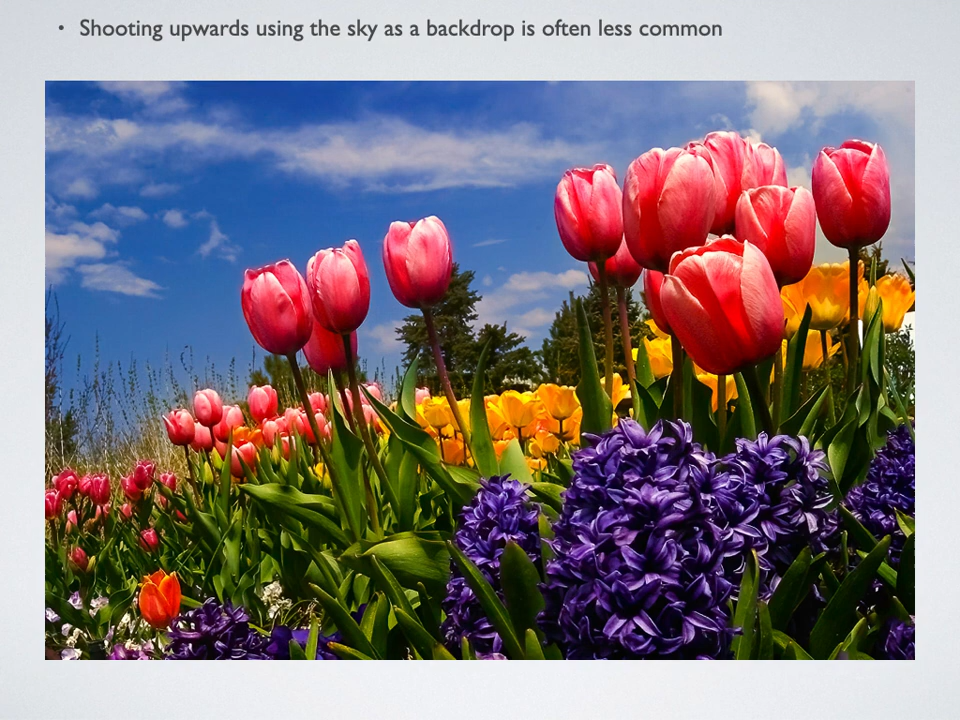 • Shooting upwards using the sky as a backdrop is often less common